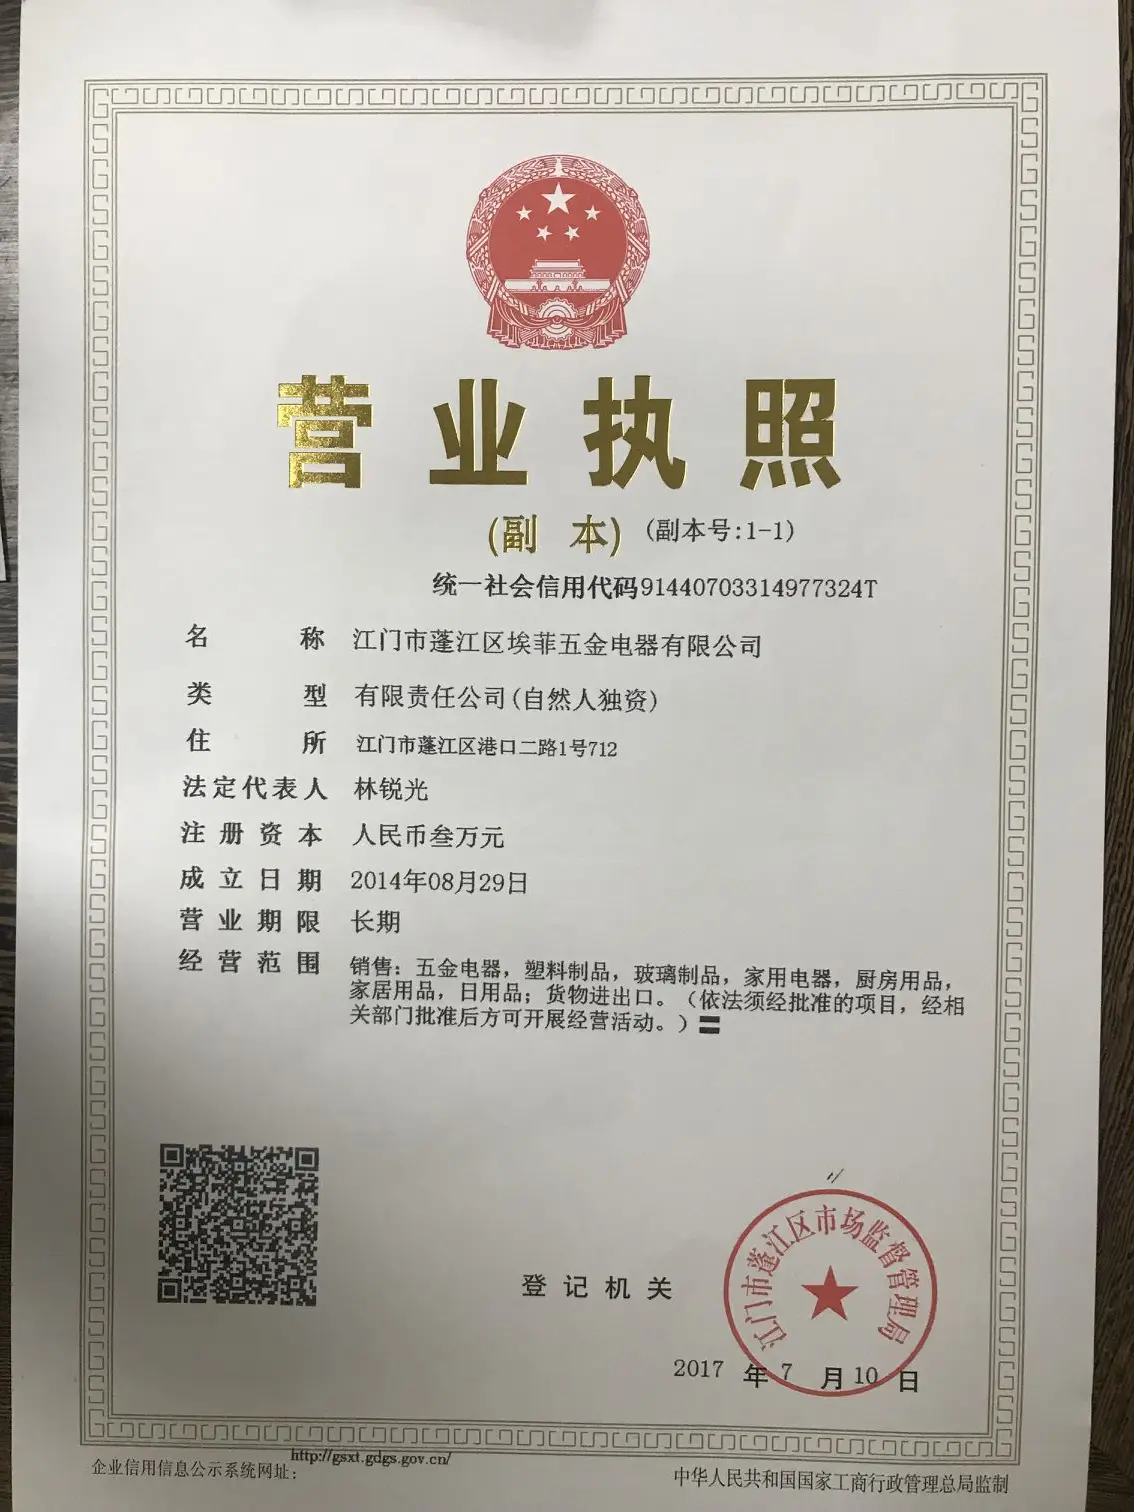 营业执照
(副 本) (副本号:1-1)
统一社会信用代码91440703314977324T
名称 江门市蓬江区埃菲五金电器有限公司
类型 有限责任公司(自然人独资)
住所 江门市蓬江区港口二路1号712
法定代表人 林锐光
注册资本 人民币叁万元
成立日期 2014年08月29日
营业期限 长期
经营范围 销售：五金电器，塑料制品，玻璃制品，家用电器，厨房用品，
家居用品，日用品；货物进出口。（依法须经批准的项目，经相
关部门批准后方可开展经营活动。）〓
江门市蓬江区市场监督管理局
登记机关
2017 年 7 月 10 日
企业信用信息公示系统网址: http://gsxt.gdgs.gov.cn/
中华人民共和国国家工商行政管理总局监制